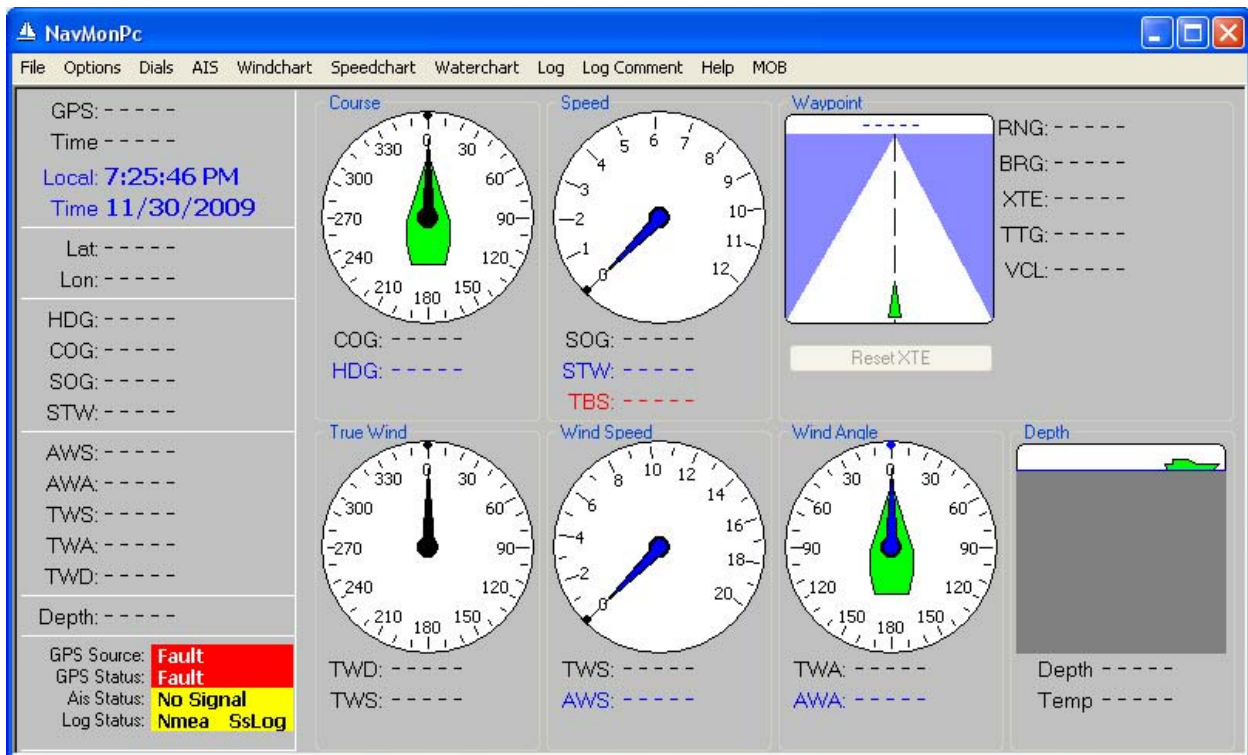 NavMonPc
File Options Dials AIS Windchart Speedchart Waterchart Log Log Comment Help MOB
GPS: - - - - -
Time - - - - -
Local: 7:25:46 PM
Time 11/30/2009
Lat: - - - - -
Lon: - - - - -
HDG: - - - - -
COG: - - - - -
SOG: - - - - -
STW: - - - - -
AWS: - - - - -
AWA: - - - - -
TWS: - - - - -
TWA: - - - - -
TWD: - - - - -
Depth: - - - - -
GPS Source: Fault
GPS Status: Fault
Ais Status: No Signal
Log Status: Nmea SsLog
Course
0 30 60 90 120 150 180 210 240 270 300 330
COG: - - - - -
HDG: - - - - -
Speed
0 1 2 3 4 5 6 7 8 9 10 11 12
SOG: - - - - -
STW: - - - - -
TBS: - - - - -
Waypoint
- - - - -
RNG: - - - - -
BRG: - - - - -
XTE: - - - - -
TTG: - - - - -
VCL: - - - - -
Reset XTE
True Wind
0 30 60 90 120 150 180 210 240 270 300 330
TWD: - - - - -
TWS: - - - - -
Wind Speed
0 2 4 6 8 10 12 14 16 18 20
TWS: - - - - -
AWS: - - - - -
Wind Angle
0 30 60 90 120 150 180 150 120 90 60 30
TWA: - - - - -
AWA: - - - - -
Depth
Depth - - - - -
Temp - - - - -